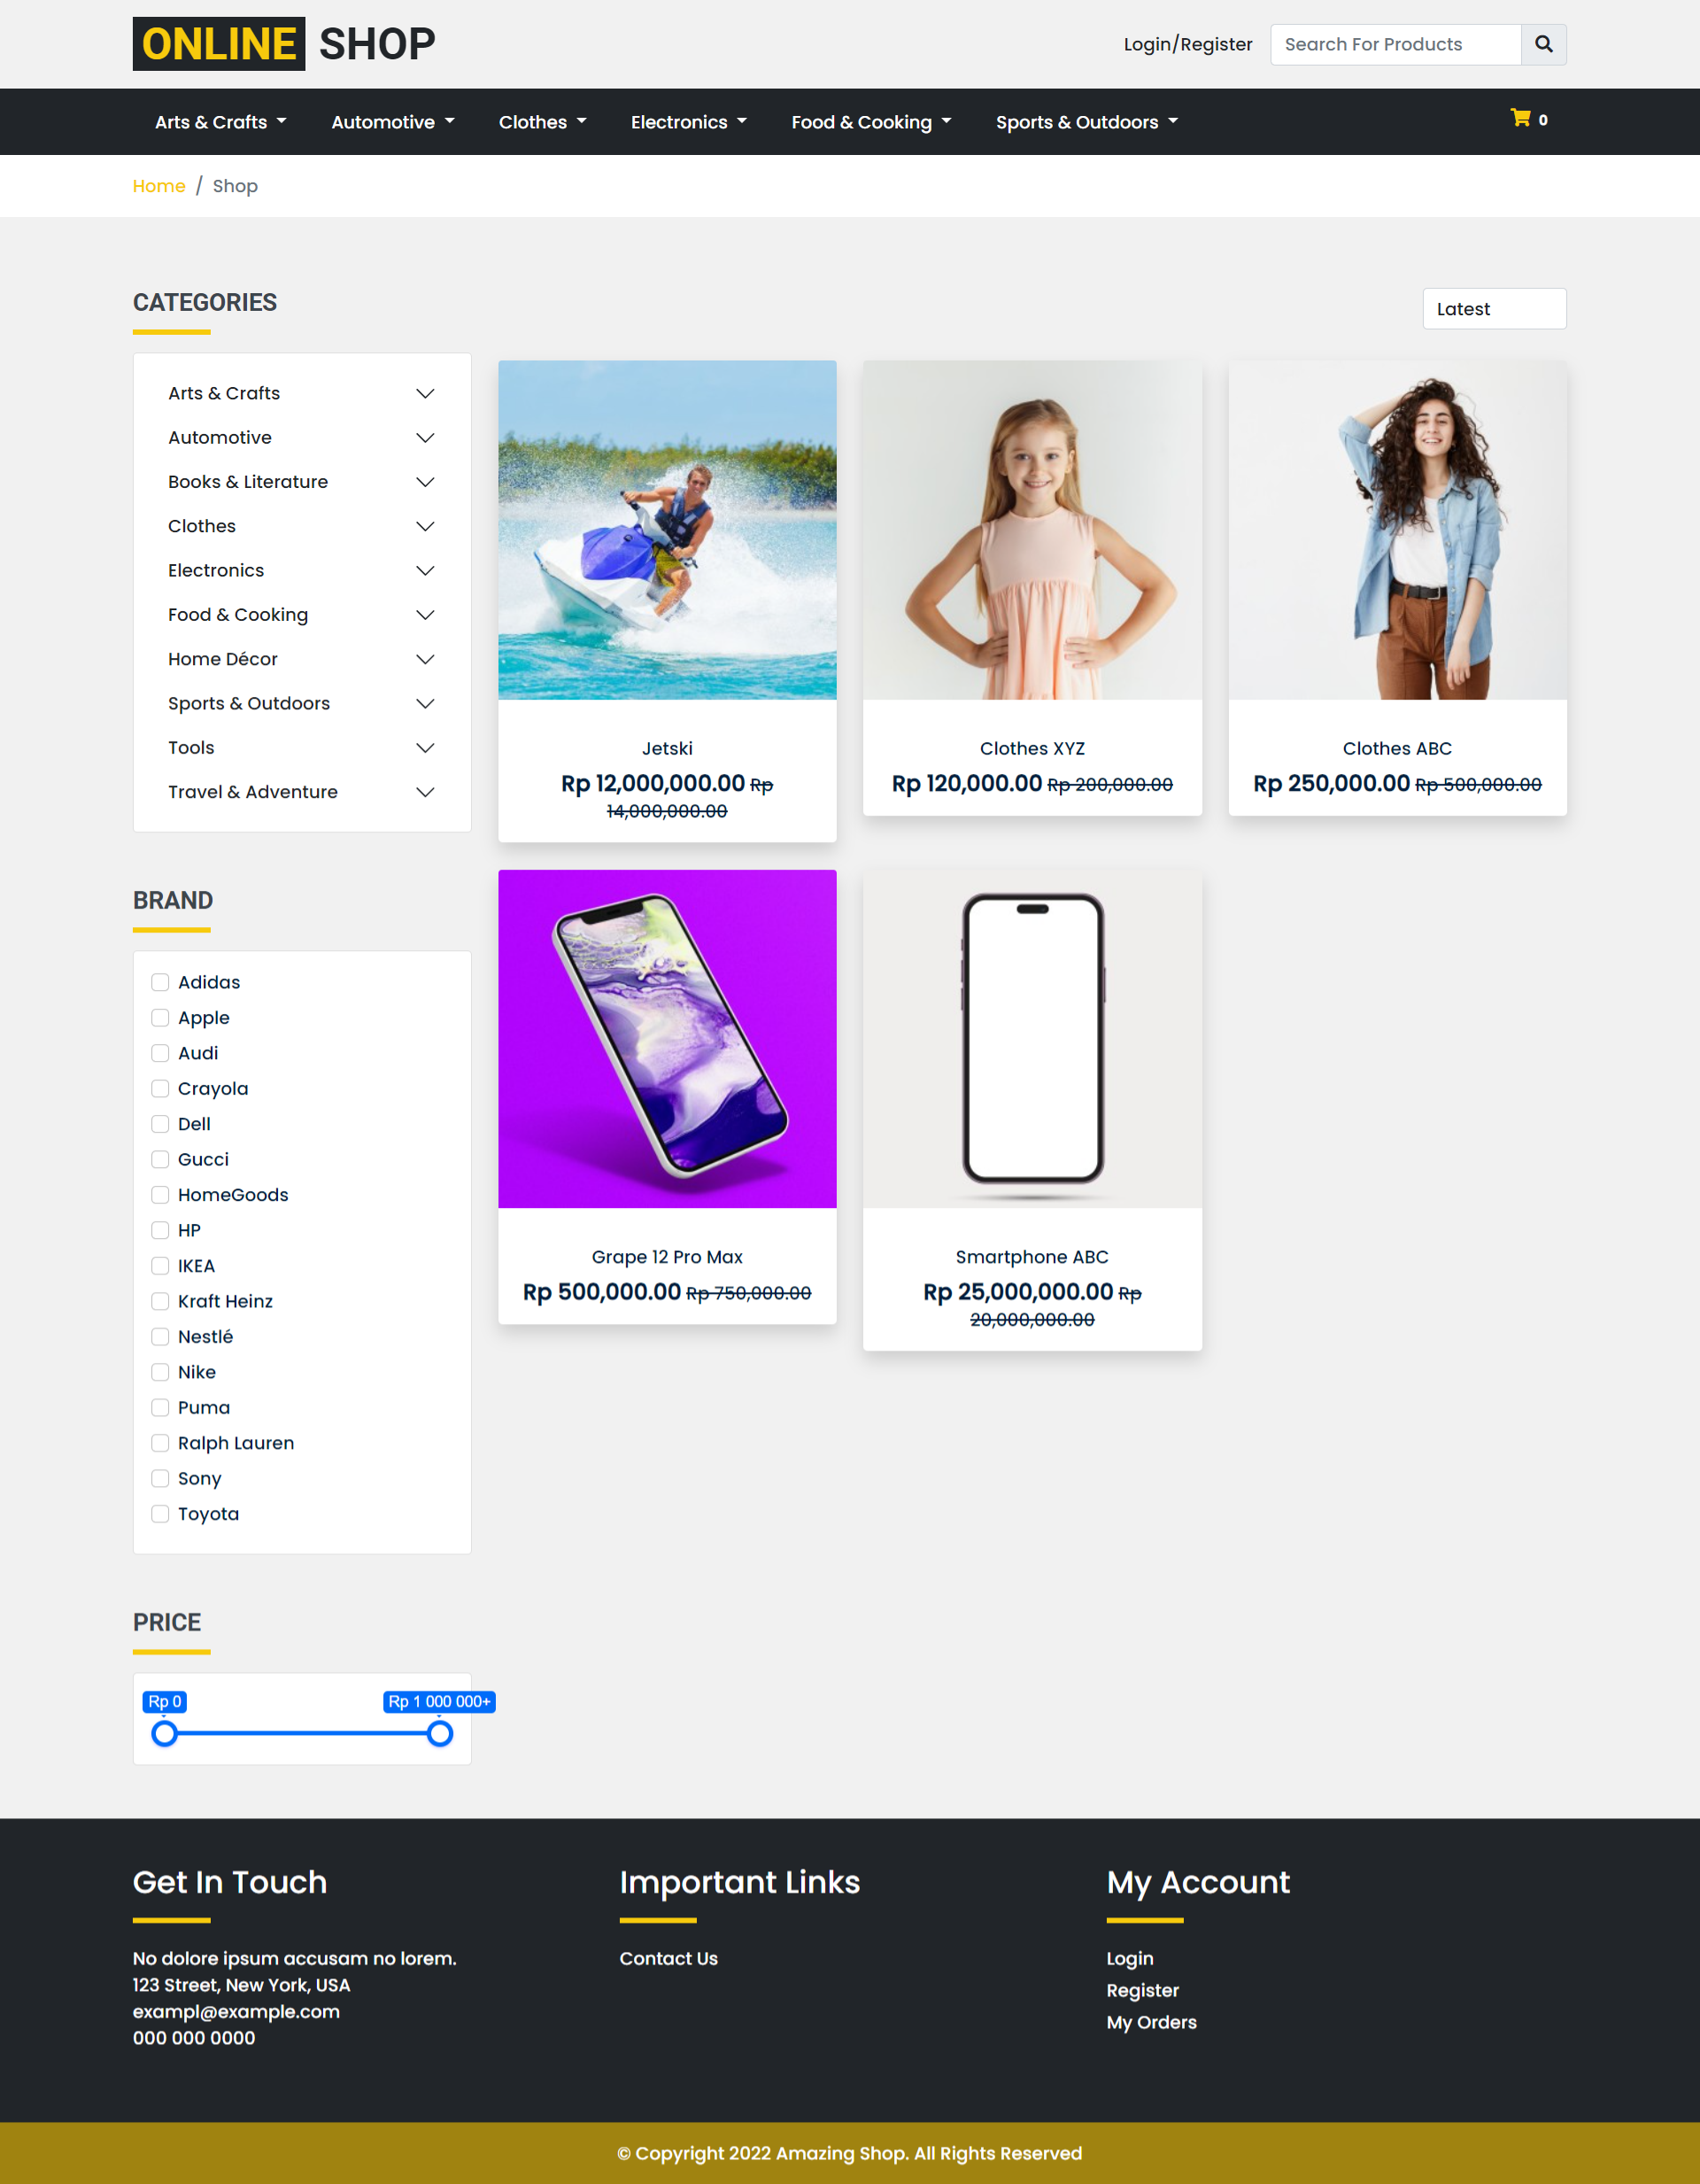 ONLINE SHOP
Login/Register
Search For Products
Arts & Crafts
Automotive
Clothes
Electronics
Food & Cooking
Sports & Outdoors
0
Home / Shop
CATEGORIES
Arts & Crafts
Automotive
Books & Literature
Clothes
Electronics
Food & Cooking
Home Décor
Sports & Outdoors
Tools
Travel & Adventure
BRAND
Adidas
Apple
Audi
Crayola
Dell
Gucci
HomeGoods
HP
IKEA
Kraft Heinz
Nestlé
Nike
Puma
Ralph Lauren
Sony
Toyota
PRICE
Rp 0
Rp 1 000 000+
Latest
Jetski
Rp 12,000,000.00 Rp
14,000,000.00
Clothes XYZ
Rp 120,000.00 Rp 200,000.00
Clothes ABC
Rp 250,000.00 Rp 500,000.00
Grape 12 Pro Max
Rp 500,000.00 Rp 750,000.00
Smartphone ABC
Rp 25,000,000.00 Rp
20,000,000.00
Get In Touch
No dolore ipsum accusam no lorem.
123 Street, New York, USA
exampl@example.com
000 000 0000
Important Links
Contact Us
My Account
Login
Register
My Orders
© Copyright 2022 Amazing Shop. All Rights Reserved